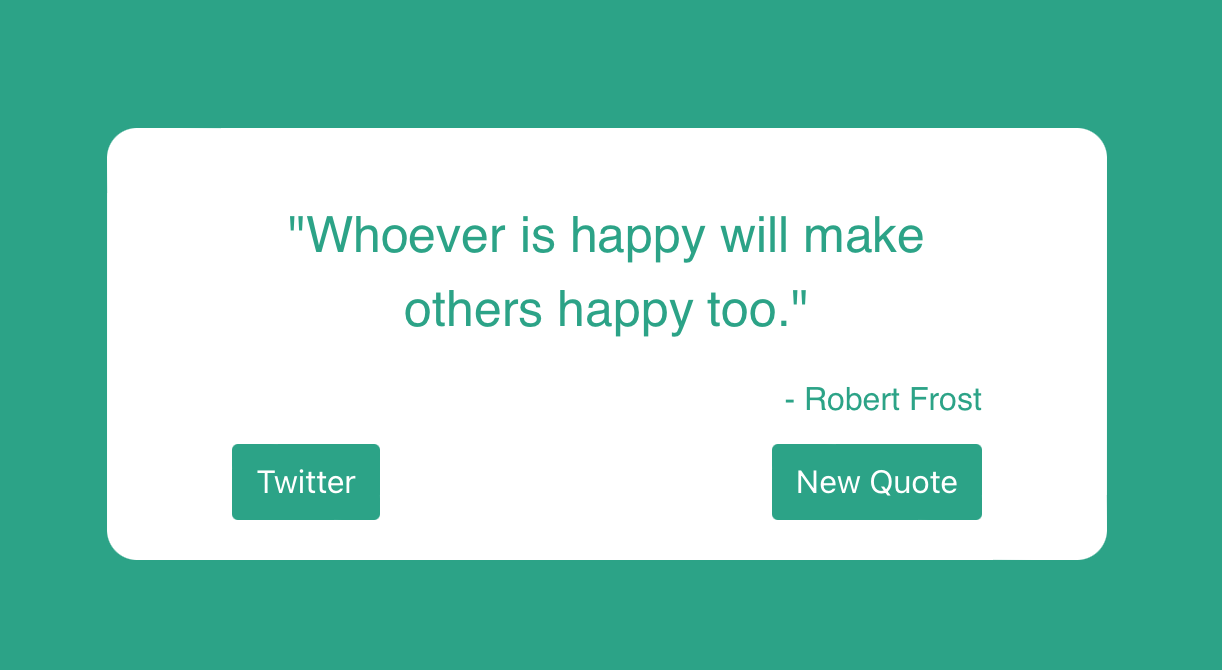 "Whoever is happy will make
others happy too."
- Robert Frost
Twitter
New Quote